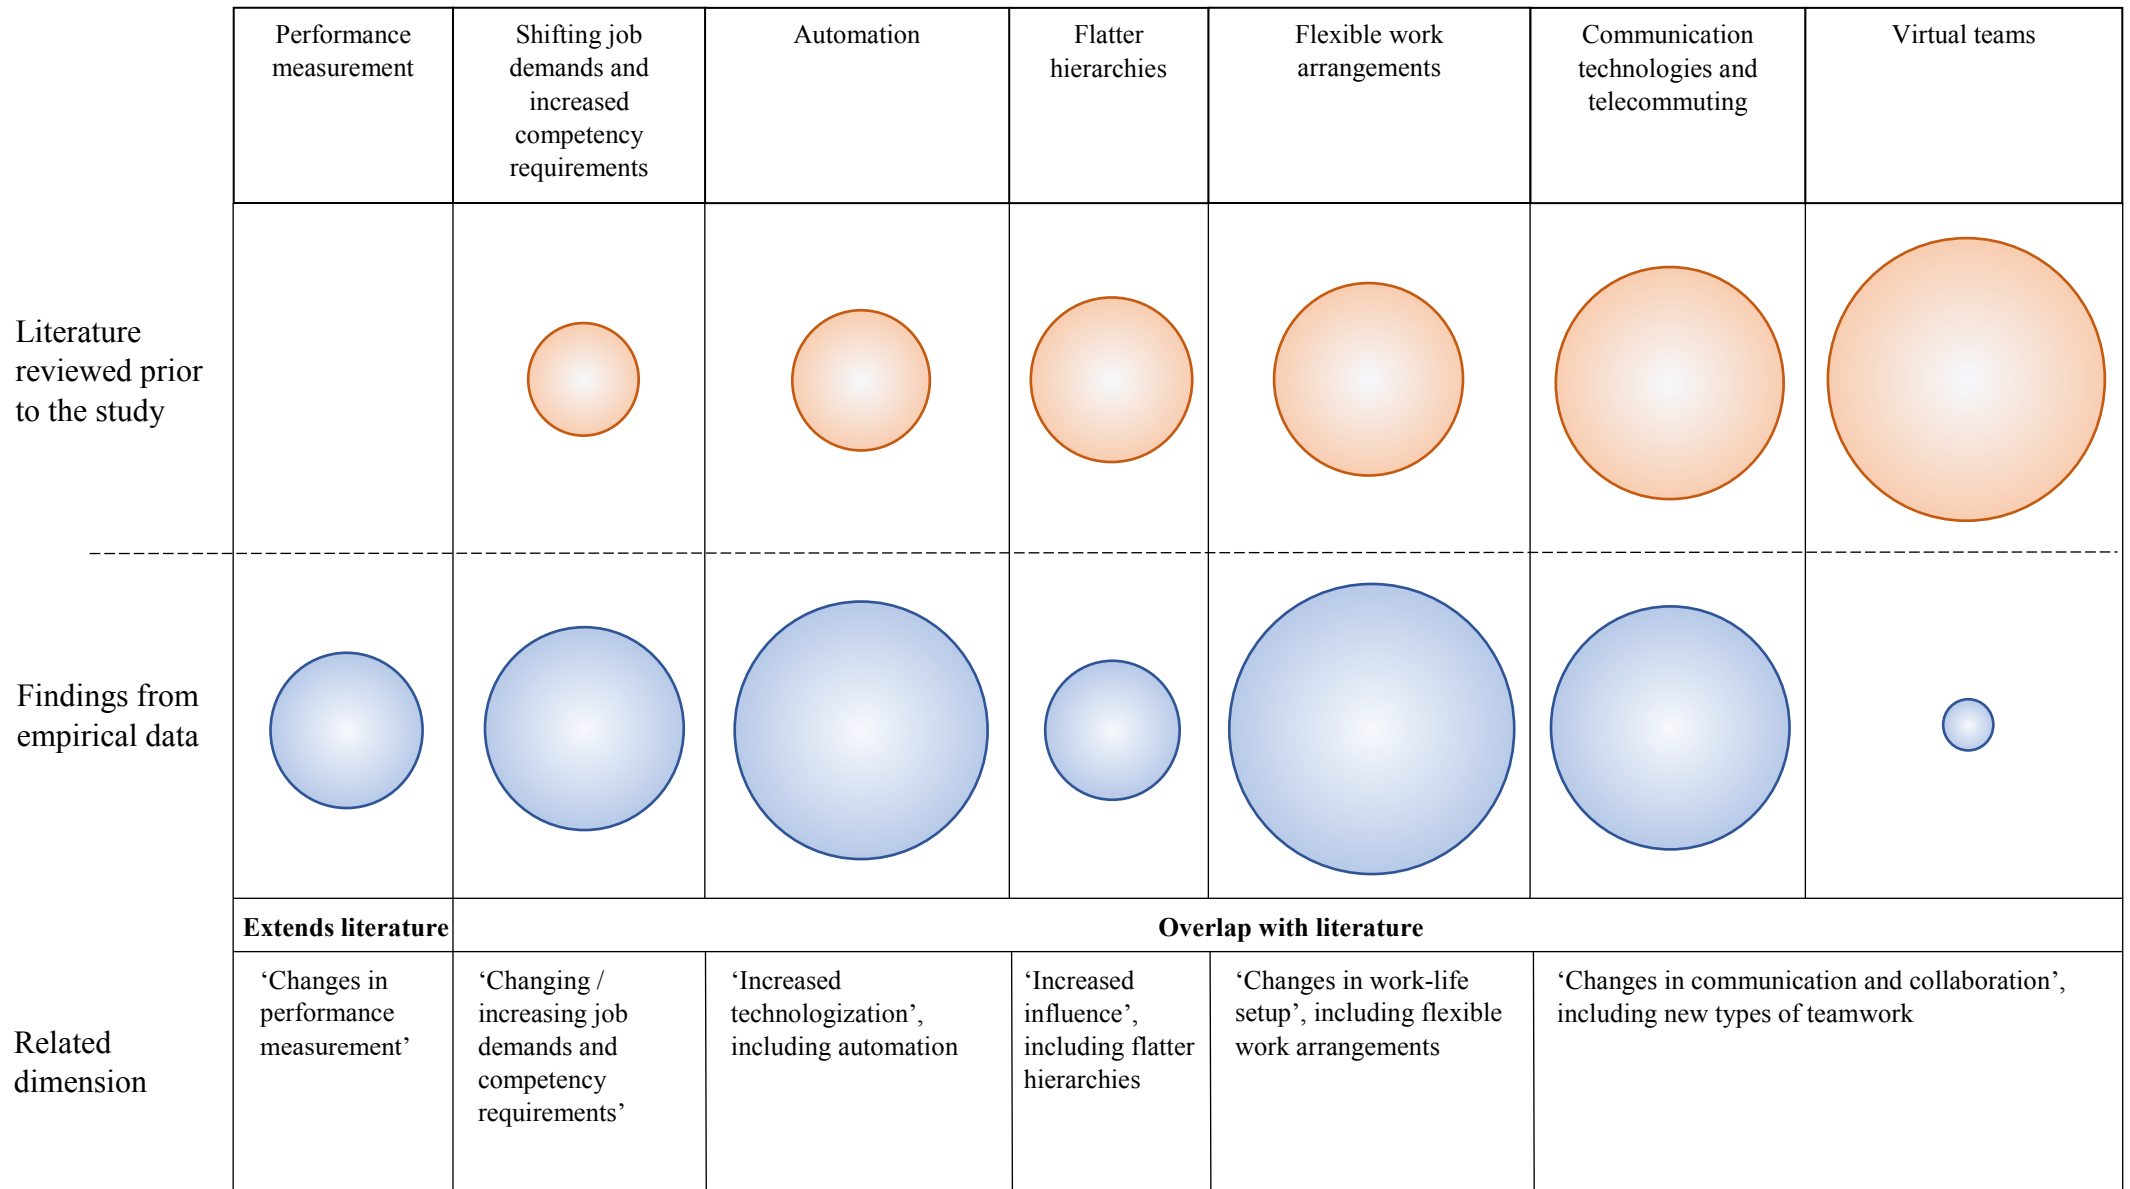 Performance
measurement
Shifting job
demands and
increased
competency
requirements
Automation
Flatter
hierarchies
Flexible work
arrangements
Communication
technologies and
telecommuting
Virtual teams
Literature
reviewed prior
to the study
Findings from
empirical data
Extends literature
Overlap with literature
Related
dimension
‘Changes in
performance
measurement’
‘Changing /
increasing job
demands and
competency
requirements’
‘Increased
technologization’,
including automation
‘Increased
influence’,
including flatter
hierarchies
‘Changes in work-life
setup’, including flexible
work arrangements
‘Changes in communication and collaboration’,
including new types of teamwork